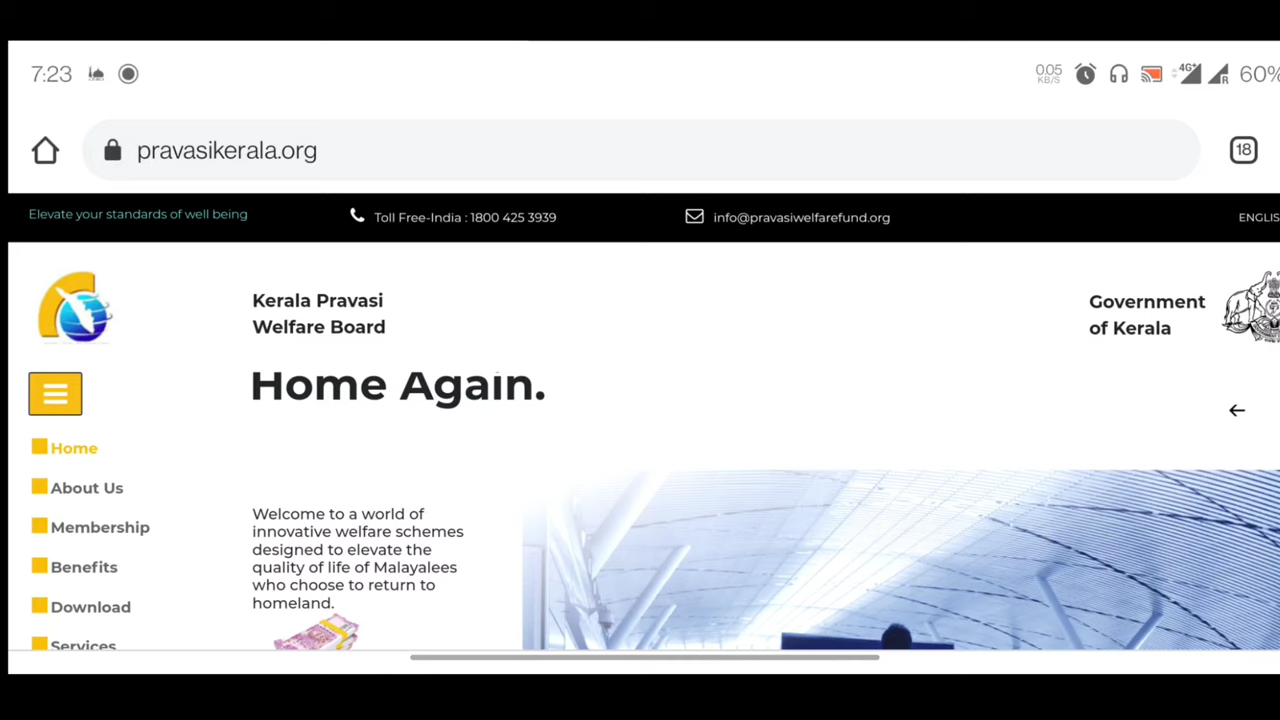 7:23
0.05
KB/S
4G+
R
60%
pravasikerala.org
18
Elevate your standards of well being
Toll Free-India : 1800 425 3939
info@pravasiwelfarefund.org
ENGLIS
Kerala Pravasi
Welfare Board
Government
of Kerala
Home Again.
Home
About Us
Membership
Benefits
Download
Services
Welcome to a world of
innovative welfare schemes
designed to elevate the
quality of life of Malayalees
who choose to return to
homeland.